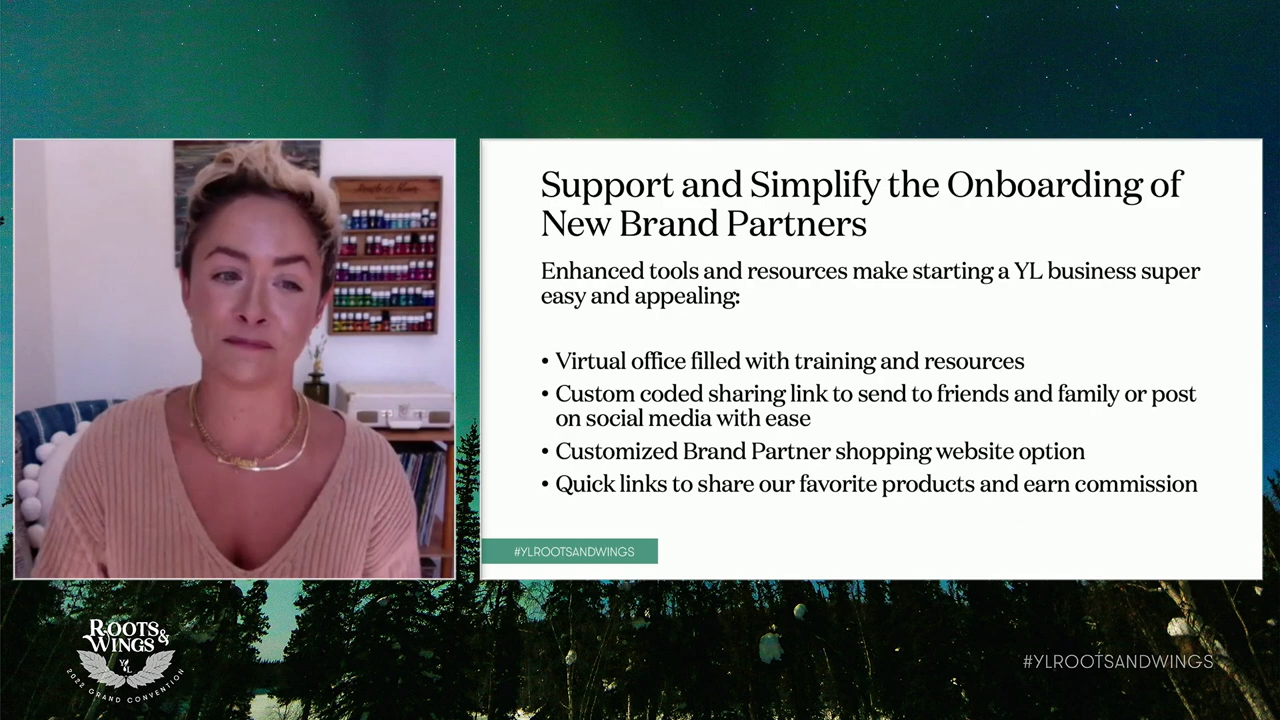 Support and Simplify the Onboarding of
New Brand Partners
Enhanced tools and resources make starting a YL business super
easy and appealing:
• Virtual office filled with training and resources
• Custom coded sharing link to send to friends and family or post
on social media with ease
• Customized Brand Partner shopping website option
• Quick links to share our favorite products and earn commission
#YLROOTSANDWINGS
ROOTS &
WINGS
YL
2022 GRAND CONVENTION
#YLROOTSANDWINGS